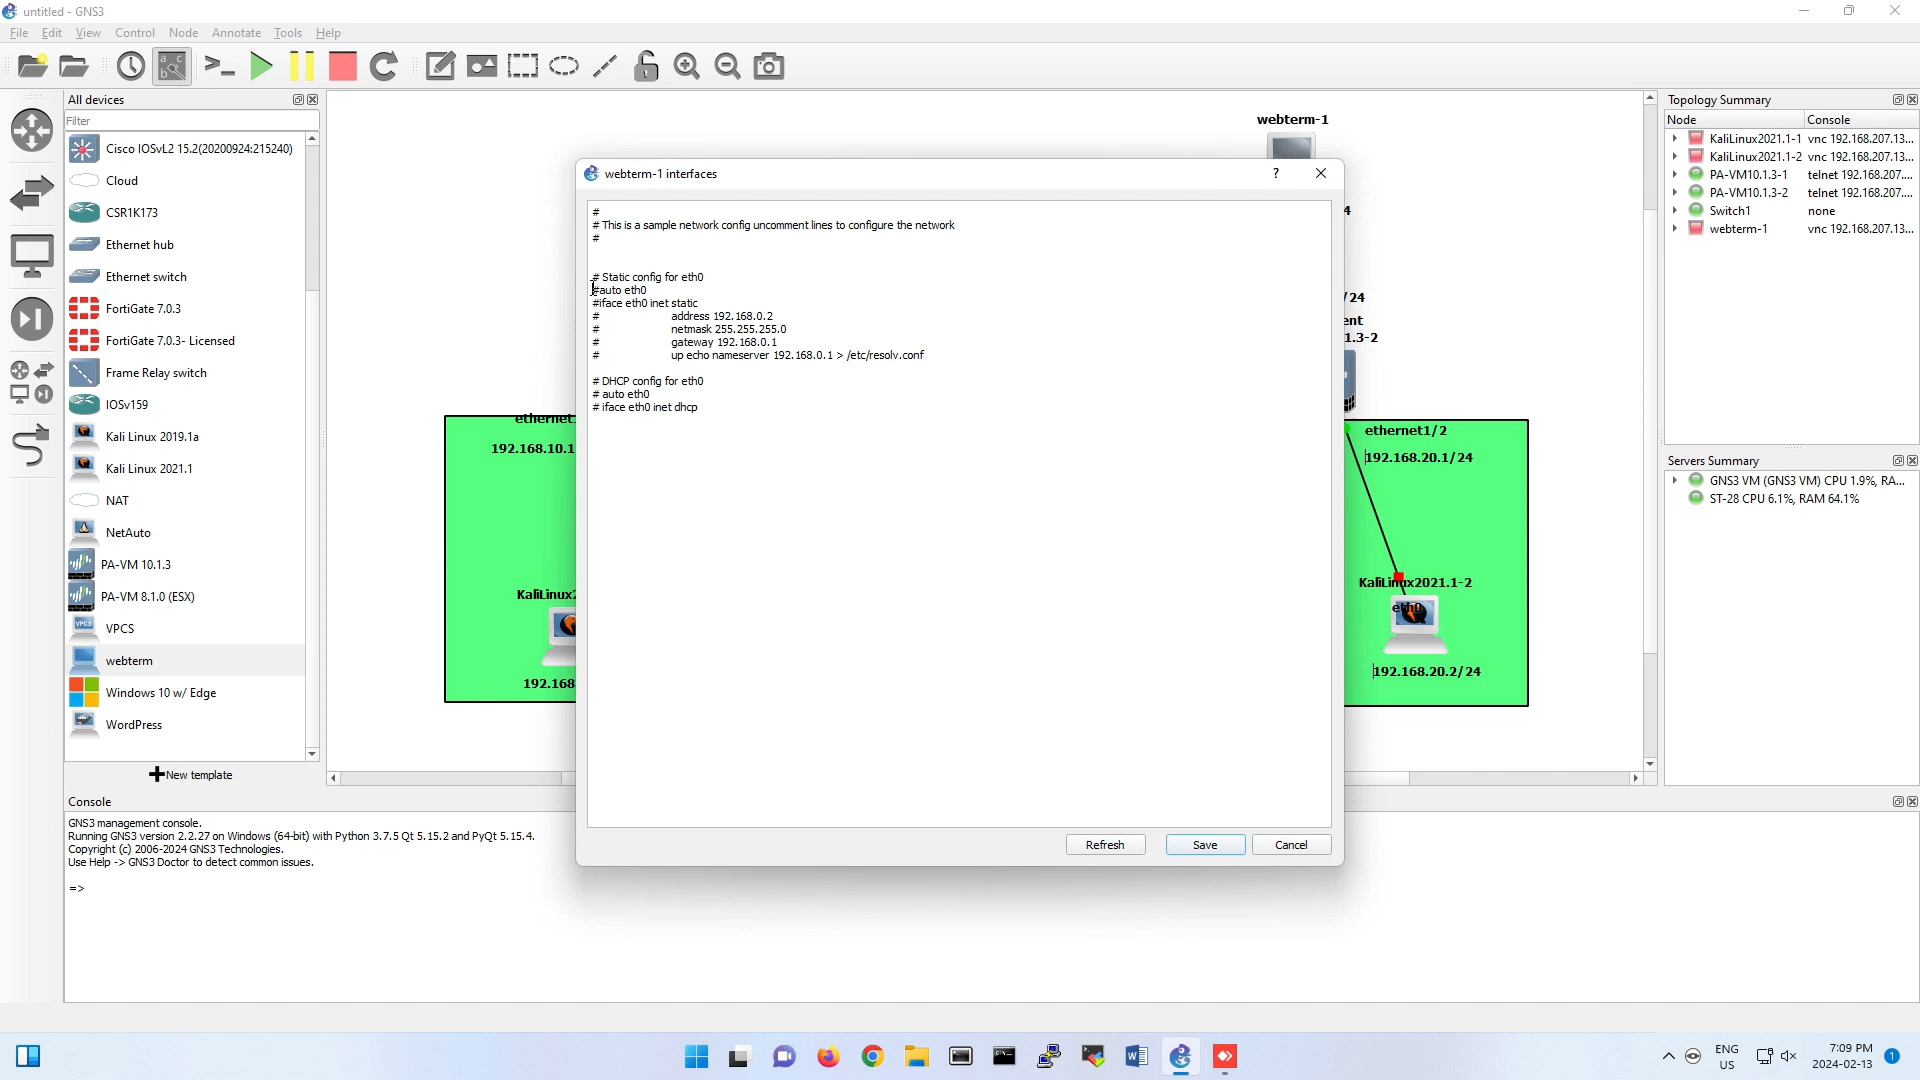 untitled - GNS3
File Edit View Control Node Annotate Tools Help
All devices
Filter
Cisco IOSvL2 15.2(20200924:215240)
Cloud
CSR1K173
Ethernet hub
Ethernet switch
FortiGate 7.0.3
FortiGate 7.0.3- Licensed
Frame Relay switch
IOSv159
Kali Linux 2019.1a
Kali Linux 2021.1
NAT
NetAuto
PA-VM 10.1.3
PA-VM 8.1.0 (ESX)
VPCS
webterm
Windows 10 w/ Edge
WordPress
New template
webterm-1
webterm-1 interfaces
#
# This is a sample network config uncomment lines to configure the network
#
# Static config for eth0
#auto eth0
#iface eth0 inet static
# address 192.168.0.2
# netmask 255.255.255.0
# gateway 192.168.0.1
# up echo nameserver 192.168.0.1 > /etc/resolv.conf
# DHCP config for eth0
# auto eth0
# iface eth0 inet dhcp
Refresh Save Cancel
ethernet
192.168.10.1
KaliLinux2
192.168
4
/24
ent
1.3-2
ethernet1/2
192.168.20.1/24
KaliLinux2021.1-2
eth0
192.168.20.2/24
Topology Summary
Node Console
KaliLinux2021.1-1 vnc 192.168.207.13...
KaliLinux2021.1-2 vnc 192.168.207.13...
PA-VM10.1.3-1 telnet 192.168.207....
PA-VM10.1.3-2 telnet 192.168.207....
Switch1 none
webterm-1 vnc 192.168.207.13...
Servers Summary
GNS3 VM (GNS3 VM) CPU 1.9%, RA...
ST-28 CPU 6.1%, RAM 64.1%
Console
GNS3 management console.
Running GNS3 version 2.2.27 on Windows (64-bit) with Python 3.7.5 Qt 5.15.2 and PyQt 5.15.4.
Copyright (c) 2006-2024 GNS3 Technologies.
Use Help -> GNS3 Doctor to detect common issues.
=>
ENG
US
7:09 PM
2024-02-13
1